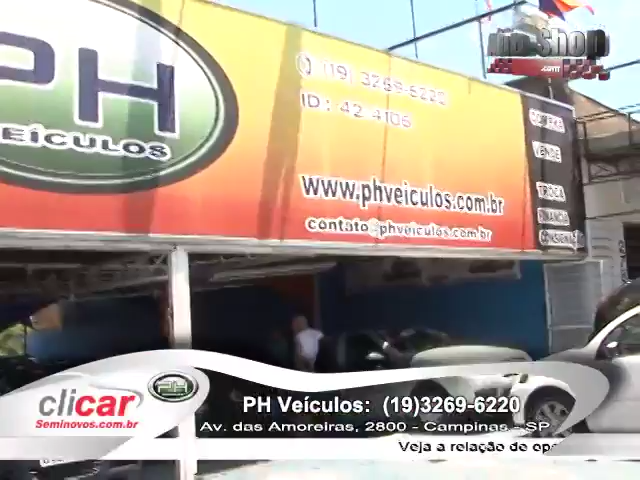 Auto Shop
.com
PH
VEÍCULOS
(19) 3269-6220
ID: 42*4106
www.phveiculos.com.br
contato@phveiculos.com.br
COMPRA
VENDE
TROCA
FINANCIA
CONSIGNA
clicar
Seminovos.com.br
PH
PH Veículos: (19)3269-6220
Av. das Amoreiras, 2800 - Campinas - SP
Veja a relação de